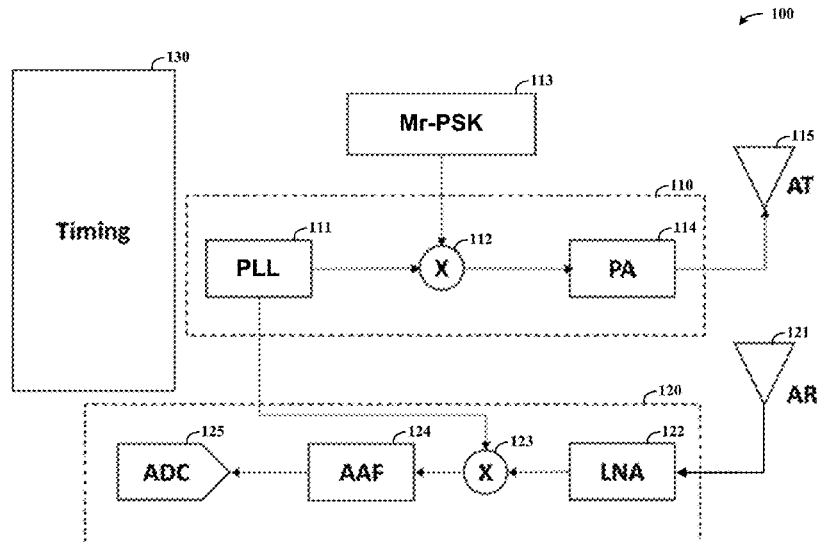 100
130
113
Mr-PSK
115
AT
110
Timing
111
PLL
112
X
114
PA
121
AR
120
125
ADC
124
AAF
123
X
122
LNA